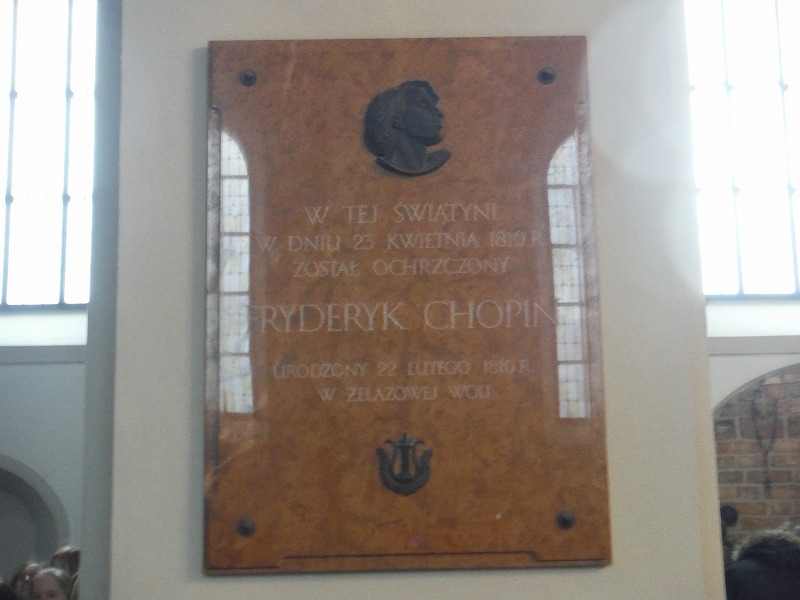 W TEJ ŚWIĄTYNI
W DNIU 23 KWIETNIA 1810 R.
ZOSTAŁ OCHRZCZONY
FRYDERYK CHOPIN
URODZONY 22 LUTEGO 1810 R.
W ŻELAZOWEJ WOLI